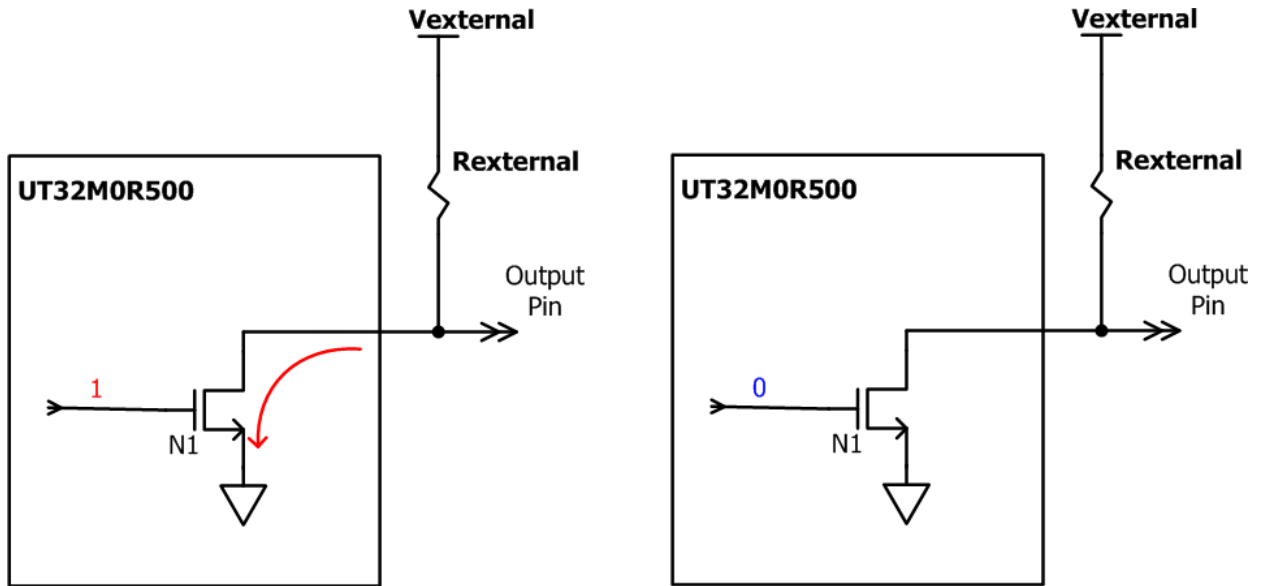 Vexternal
Rexternal
UT32M0R500
Output
Pin
1
N1
Vexternal
Rexternal
UT32M0R500
Output
Pin
0
N1